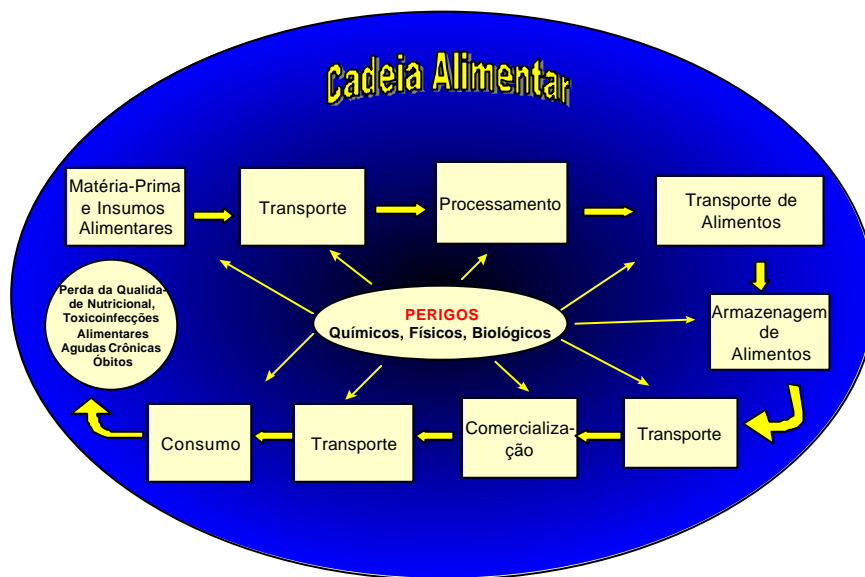 Cadeia Alimentar
Matéria-Prima
e Insumos
Alimentares
Transporte
Processamento
Transporte de
Alimentos
Perda da Qualida-
de Nutricional,
Toxicoinfecções
Alimentares
Agudas Crônicas
Óbitos
PERIGOS
Químicos, Físicos, Biológicos
Armazenagem
de
Alimentos
Consumo
Transporte
Comercializa-
ção
Transporte